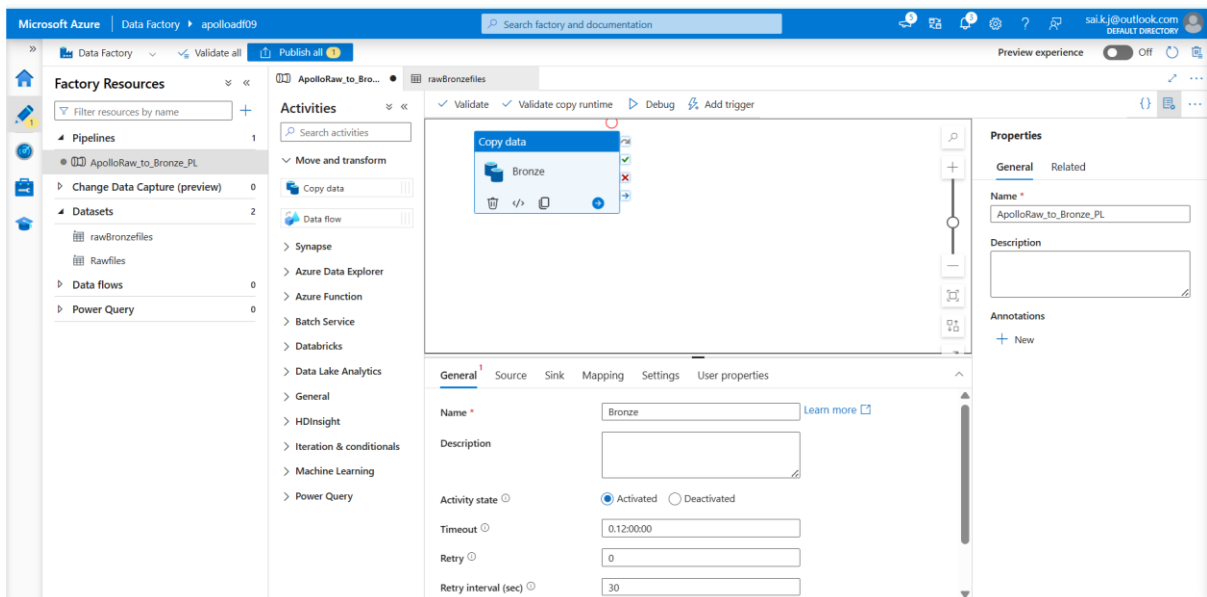 Microsoft Azure | Data Factory ▸ apolloadf09
Search factory and documentation
5
3
sai.k.j@outlook.com
DEFAULT DIRECTORY
Data Factory
Validate all
Publish all 1
Preview experience
Off
1
Factory Resources
Filter resources by name
Pipelines 1
ApolloRaw_to_Bronze_PL
Change Data Capture (preview) 0
Datasets 2
rawBronzefiles
Rawfiles
Data flows 0
Power Query 0
ApolloRaw_to_Bro...
rawBronzefiles
Activities
Search activities
Move and transform
Copy data
Data flow
Synapse
Azure Data Explorer
Azure Function
Batch Service
Databricks
Data Lake Analytics
General
HDInsight
Iteration & conditionals
Machine Learning
Power Query
Validate
Validate copy runtime
Debug
Add trigger
Copy data
Bronze
General 1
Source
Sink
Mapping
Settings
User properties
Name * Bronze Learn more
Description
Activity state Activated Deactivated
Timeout 0.12:00:00
Retry 0
Retry interval (sec) 30
Properties
General
Related
Name *
ApolloRaw_to_Bronze_PL
Description
Annotations
New